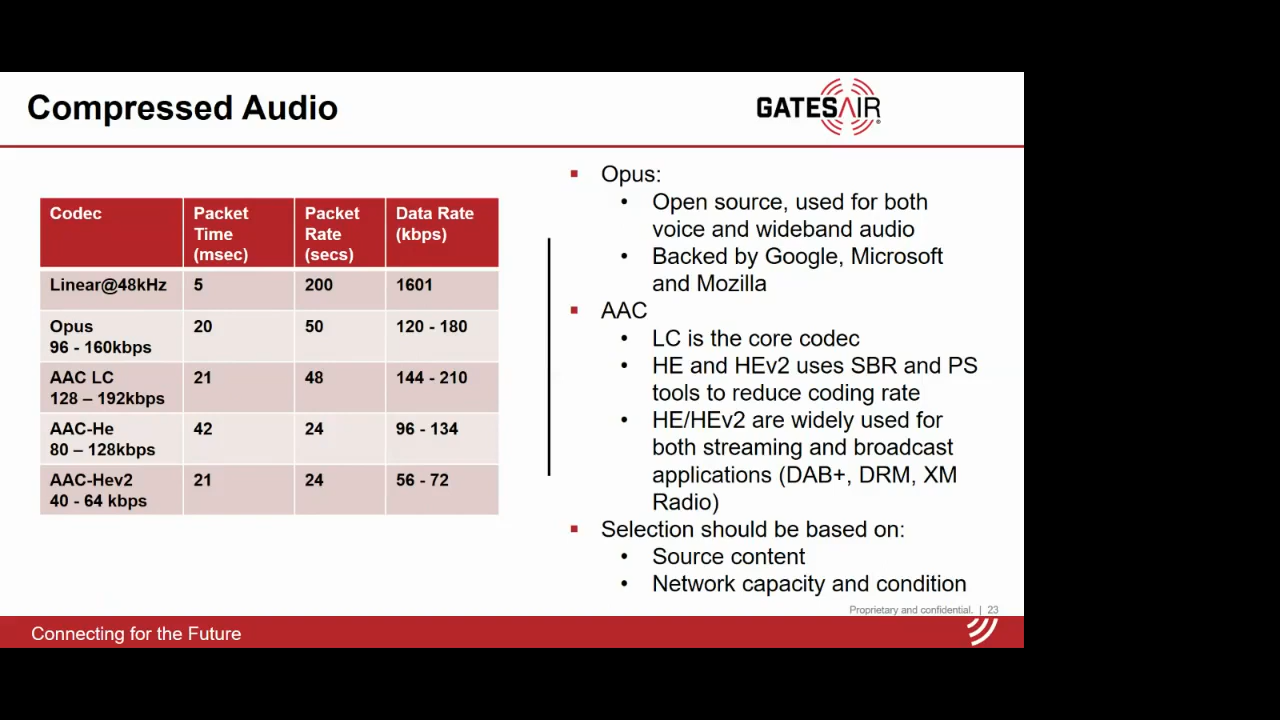 Compressed Audio
GATESAIR
Codec
Packet
Time
(msec)
Packet
Rate
(secs)
Data Rate
(kbps)
Linear@48kHz
5
200
1601
Opus
96 - 160kbps
20
50
120 - 180
AAC LC
128 – 192kbps
21
48
144 - 210
AAC-He
80 – 128kbps
42
24
96 - 134
AAC-Hev2
40 - 64 kbps
21
24
56 - 72
▪ Opus:
• Open source, used for both
voice and wideband audio
• Backed by Google, Microsoft
and Mozilla
▪ AAC
• LC is the core codec
• HE and HEv2 uses SBR and PS
tools to reduce coding rate
• HE/HEv2 are widely used for
both streaming and broadcast
applications (DAB+, DRM, XM
Radio)
▪ Selection should be based on:
• Source content
• Network capacity and condition
Proprietary and confidential. | 23
Connecting for the Future